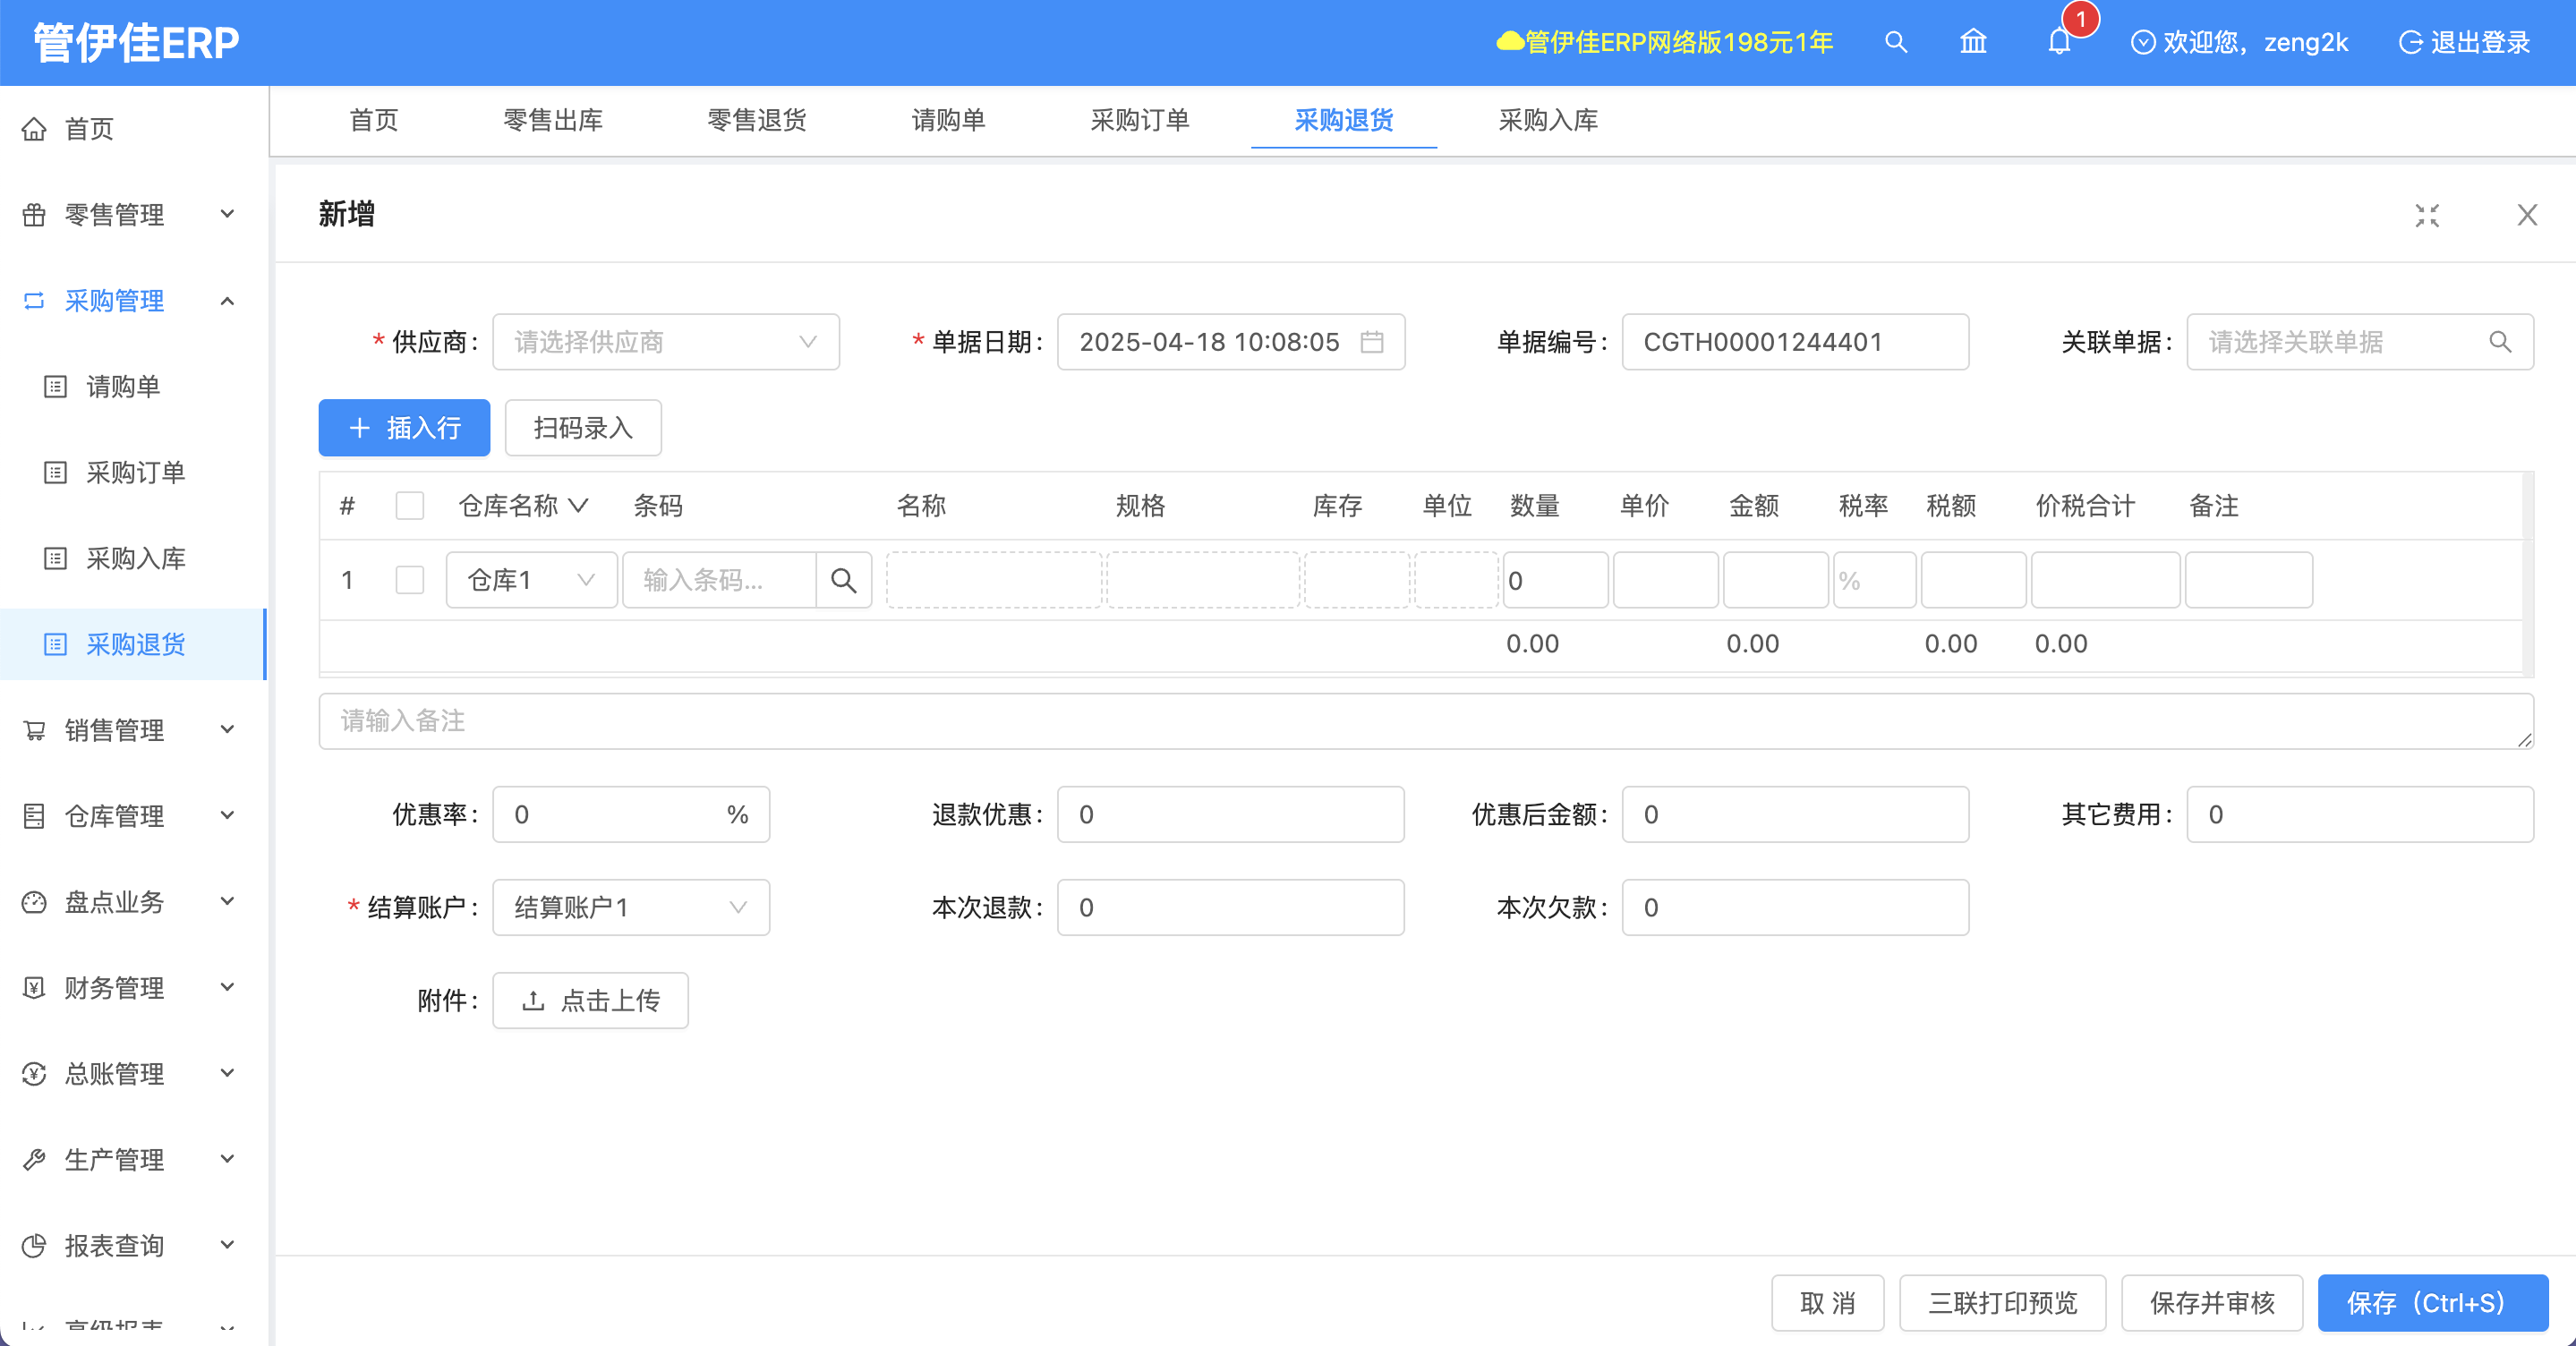 管伊佳ERP
管伊佳ERP网络版198元1年
1
欢迎您，zeng2k
退出登录
首页
零售管理
采购管理
请购单
采购订单
采购入库
采购退货
销售管理
仓库管理
盘点业务
财务管理
总账管理
生产管理
报表查询
高级报表
首页 零售出库 零售退货 请购单 采购订单 采购退货 采购入库
新增
* 供应商： 请选择供应商
* 单据日期： 2025-04-18 10:08:05
单据编号： CGTH00001244401
关联单据： 请选择关联单据
插入行 扫码录入
# 仓库名称 条码 名称 规格 库存 单位 数量 单价 金额 税率 税额 价税合计 备注
1 仓库1 输入条码... 0 %
0.00 0.00 0.00 0.00
请输入备注
优惠率： 0 %
退款优惠： 0
优惠后金额： 0
其它费用： 0
* 结算账户： 结算账户1
本次退款： 0
本次欠款： 0
附件： 点击上传
取 消 三联打印预览 保存并审核 保存（Ctrl+S）